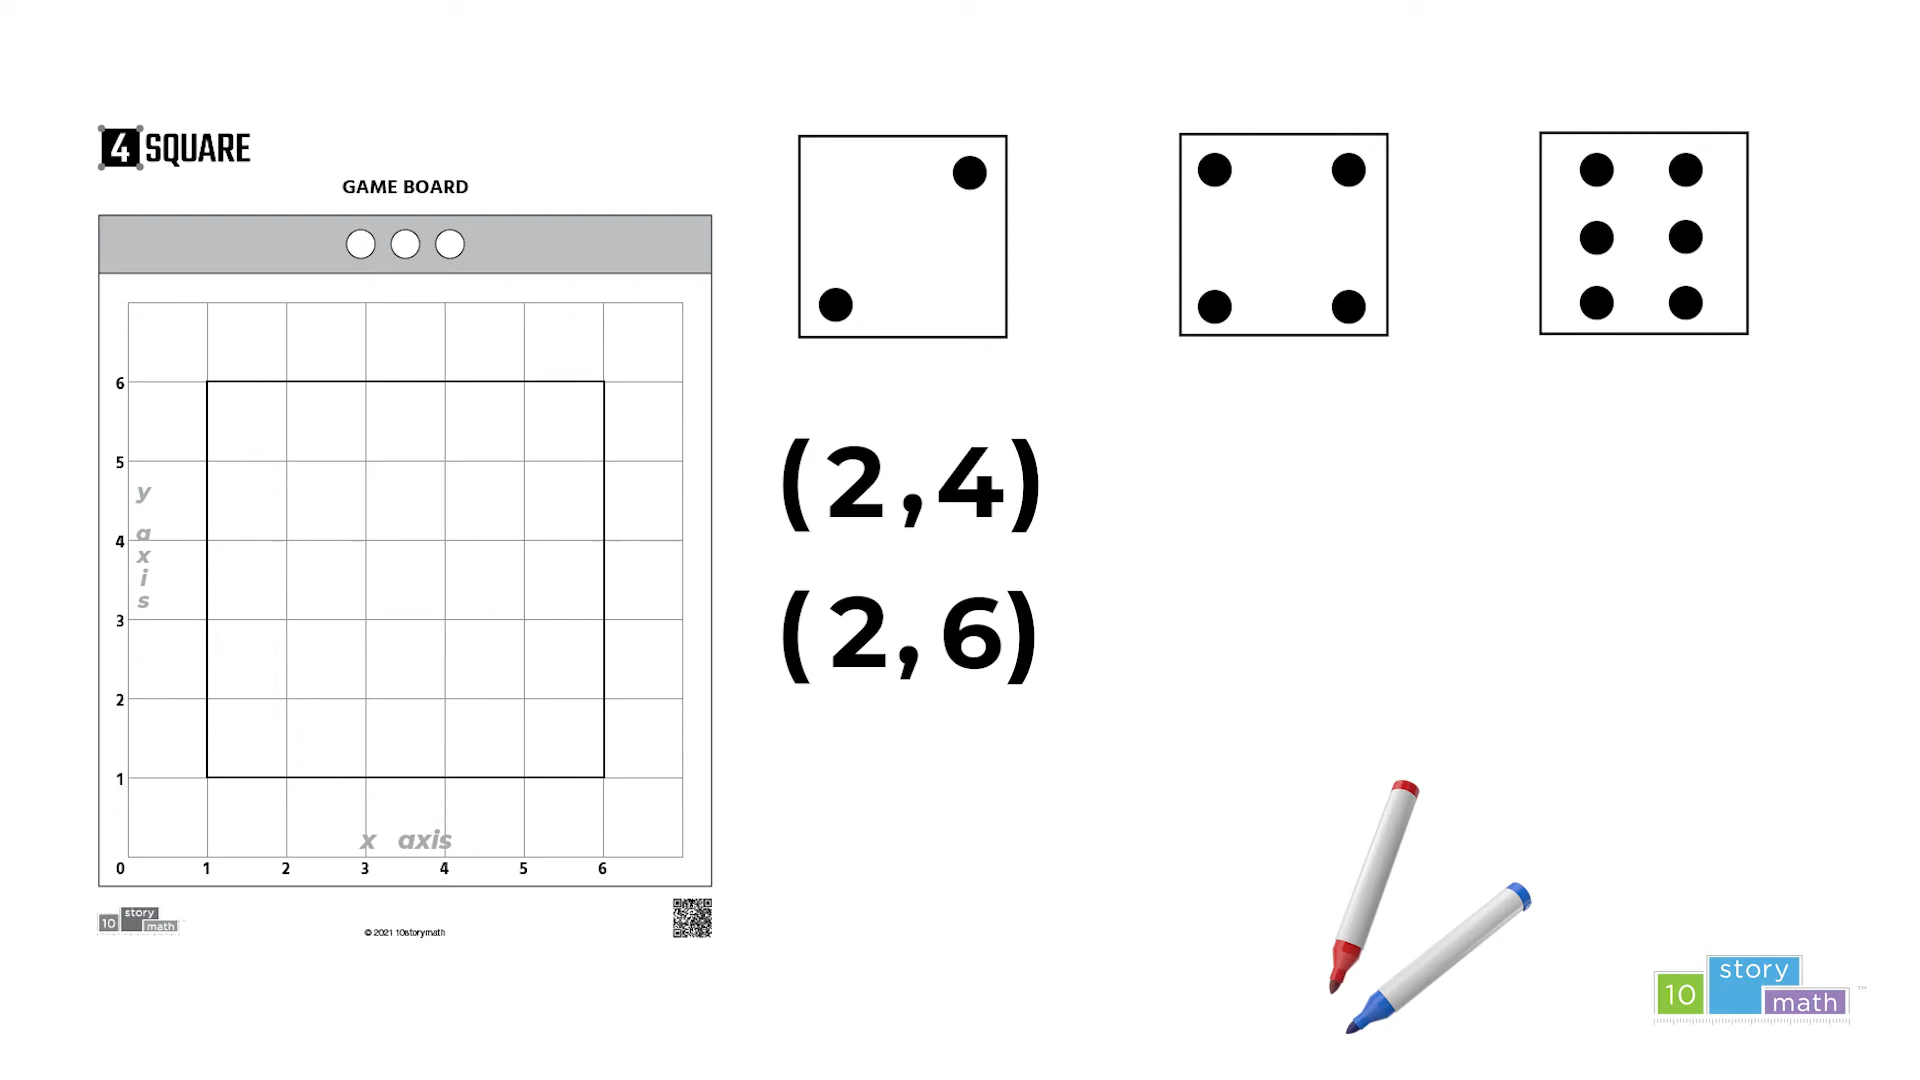 4 SQUARE
GAME BOARD
6
5
y
a
4
x
i
s
3
2
1
x axis
0 1 2 3 4 5 6
10 story math
© 2021 10storymath
(2,4)
(2,6)
10 story math ™